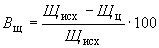 Вщ = (Щисх − Щц) / Щисх · 100